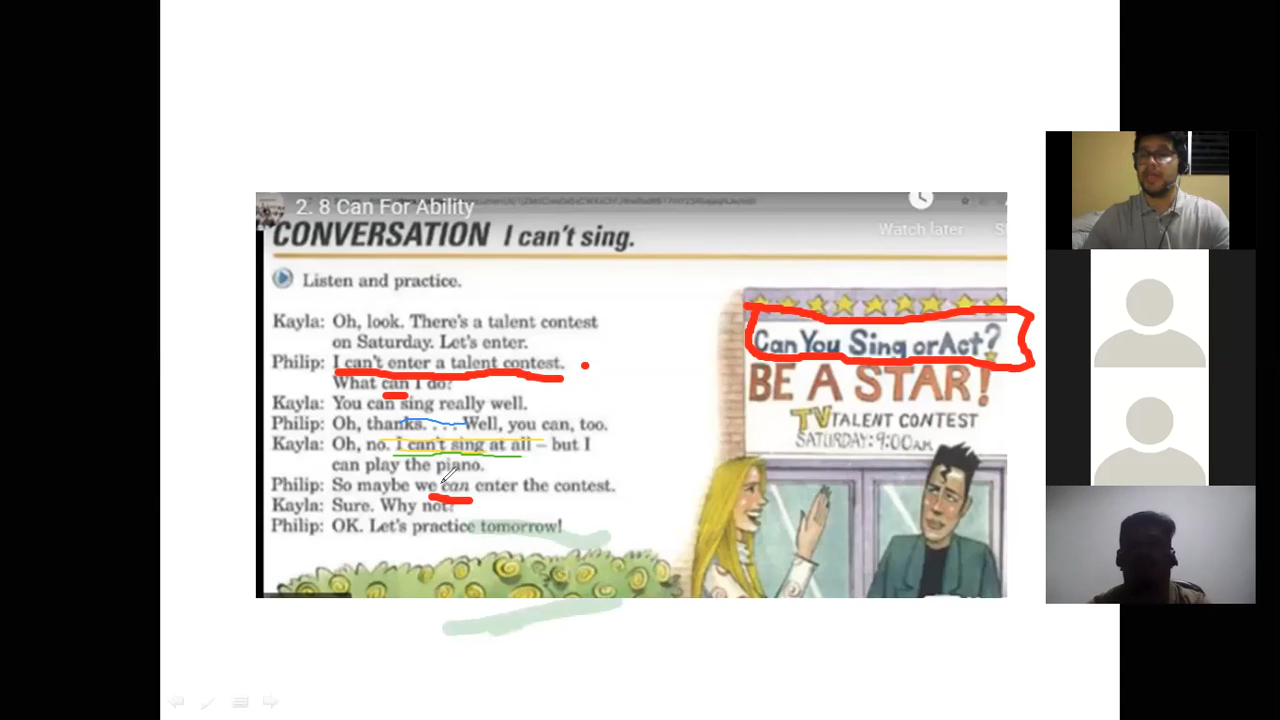 2. 8 Can For Ability
Watch later
CONVERSATION I can't sing.
Listen and practice.
Kayla: Oh, look. There's a talent contest
on Saturday. Let's enter.
Philip: I can't enter a talent contest.
What can I do?
Kayla: You can sing really well.
Philip: Oh, thanks. . . . Well, you can, too.
Kayla: Oh, no. I can't sing at all – but I
can play the piano.
Philip: So maybe we can enter the contest.
Kayla: Sure. Why not?
Philip: OK. Let's practice tomorrow!
Can You Sing or Act?
BE A STAR!
TV TALENT CONTEST
SATURDAY: 9:00 AM